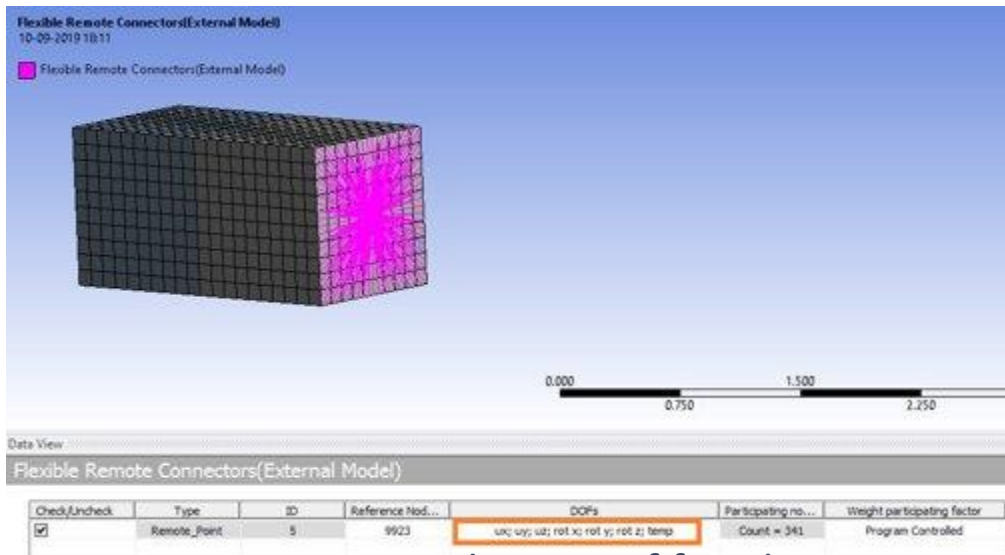 Flexible Remote Connectors(External Model)
10-09-2019 18:11
Flexible Remote Connectors(External Model)
0.000 1.500
0.750 2.250
Data View
Flexible Remote Connectors(External Model)
Check/Uncheck Type ID Reference Nod... DOFs Participating no... Weight participating factor
Remote_Point 5 9923 ux; uy; uz; rot x; rot y; rot z; temp Count = 341 Program Controlled